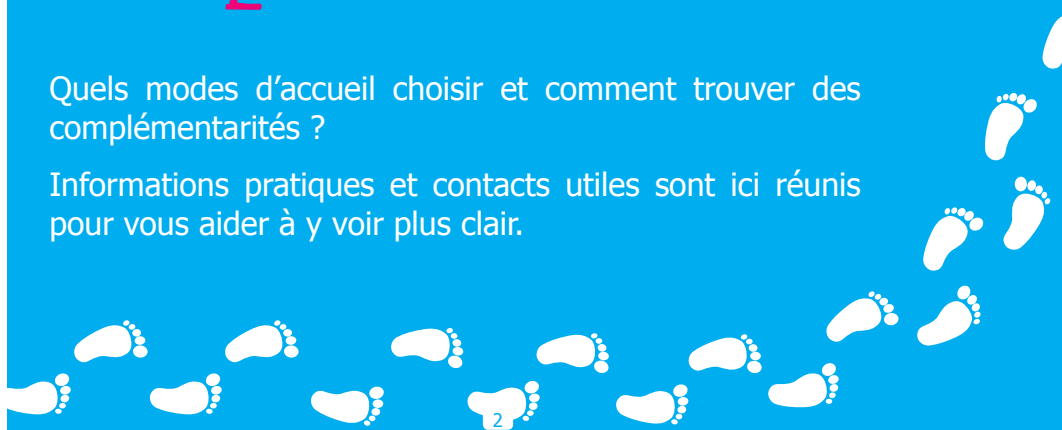 Quels modes d’accueil choisir et comment trouver des
complémentarités ?
Informations pratiques et contacts utiles sont ici réunis
pour vous aider à y voir plus clair.
2